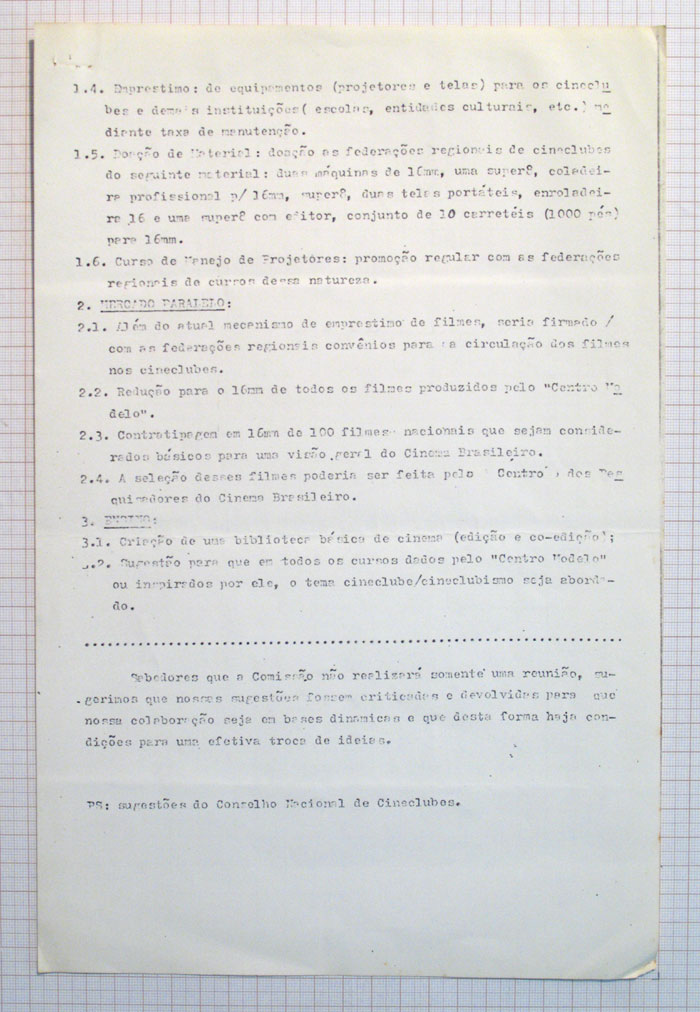 1.4. Emprestimo: de equipamentos (projetores e telas) para os cineclu
bes e demais instituições( escolas, entidades culturais, etc.) me
diante taxa de manutenção.
1.5. Doação de Material: doação as federações regionais de cineclubes
do seguinte material: duas máquinas de 16mm, uma super8, coladei-
ra profissional p/ 16mm, super8, duas telas portáteis, enroladei-
ra 16 e uma super8 com editor, conjunto de 10 carretéis (1000 pés)
para 16mm.
1.6. Curso de Manejo de Projetores: promoção regular com as federações
regionais de cursos dessa natureza.
2. MERCADO PARALELO:
2.1. Além do atual mecanismo de emprestimo de filmes, seria firmado /
com as federações regionais convênios para a circulação dos filmes
nos cineclubes.
2.2. Redução para o 16mm de todos os filmes produzidos pelo "Centro Mo
delo".
2.3. Contratipagem em 16mm de 100 filmes nacionais que sejam conside-
rados básicos para uma visão geral do Cinema Brasileiro.
2.4. A seleção desses filmes poderia ser feita pelo Centro dos Pes
quisadores do Cinema Brasileiro.
3. ENSINO:
3.1. Criação de uma biblioteca básica de cinema (edição e co-edição);
3.2. Sugestão para que em todos os cursos dados pelo "Centro Modelo"
ou inspirados por ele, o tema cineclube/cineclubismo seja aborda-
do.
Sabedores que a Comissão não realizará somente uma reunião, su-
gerimos que nossas sugestões fossem criticadas e devolvidas para que
nossa colaboração seja em bases dinamicas e que desta forma haja con-
dições para uma efetiva troca de ideias.
PS: sugestões do Conselho Nacional de Cineclubes.